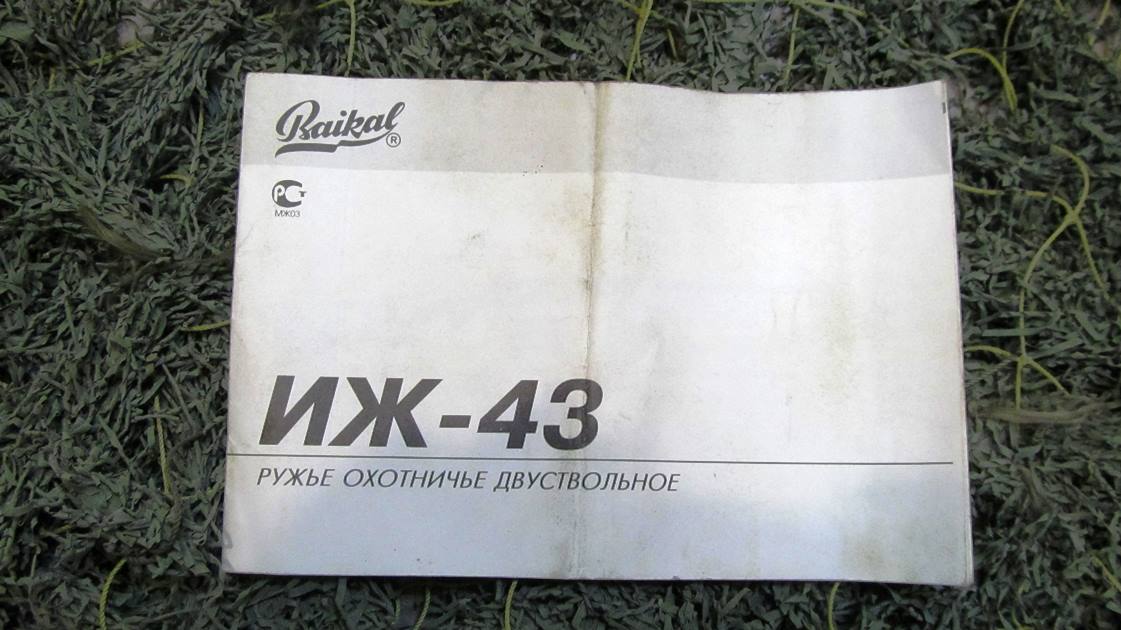 Baikal®
РСТ
МЖ03
ИЖ-43
РУЖЬЕ ОХОТНИЧЬЕ ДВУСТВОЛЬНОЕ